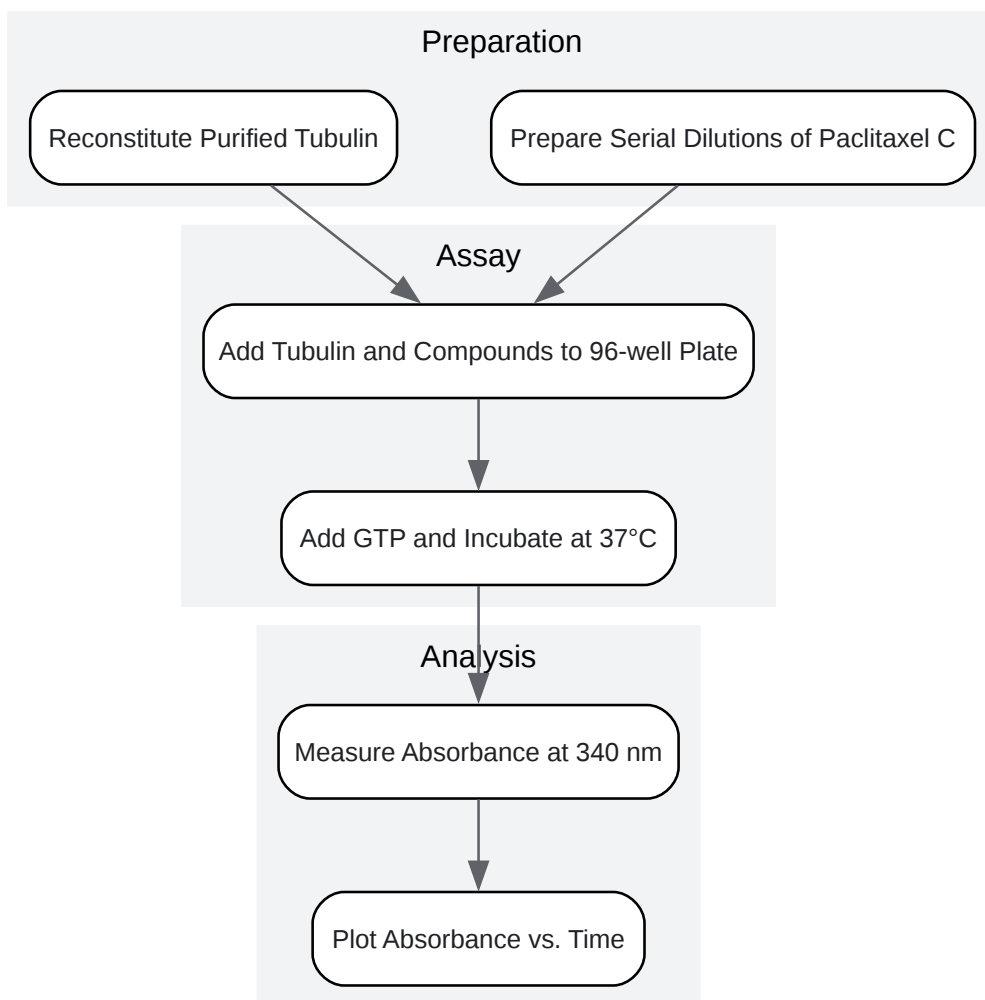 Preparation
Reconstitute Purified Tubulin
Prepare Serial Dilutions of Paclitaxel C
Assay
Add Tubulin and Compounds to 96-well Plate
Add GTP and Incubate at 37°C
Analysis
Measure Absorbance at 340 nm
Plot Absorbance vs. Time